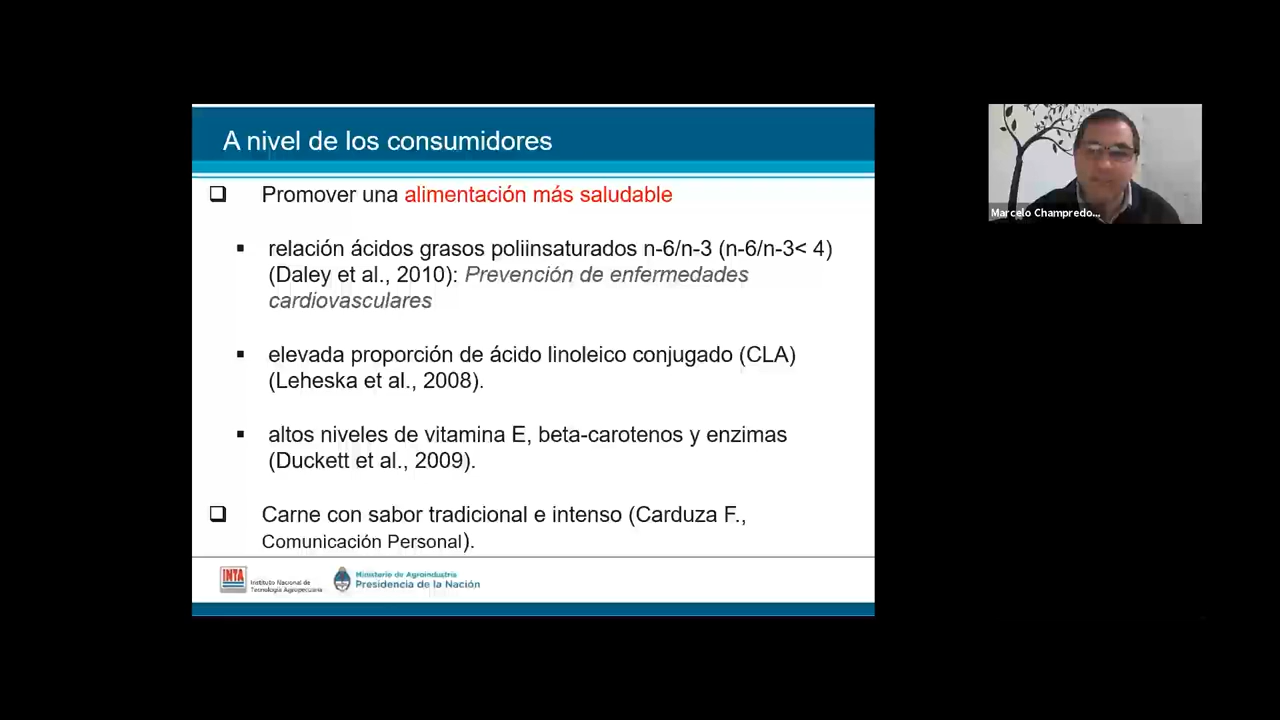 A nivel de los consumidores
❑ Promover una alimentación más saludable
▪ relación ácidos grasos poliinsaturados n-6/n-3 (n-6/n-3< 4)
(Daley et al., 2010): Prevención de enfermedades
cardiovasculares
▪ elevada proporción de ácido linoleico conjugado (CLA)
(Leheska et al., 2008).
▪ altos niveles de vitamina E, beta-carotenos y enzimas
(Duckett et al., 2009).
❑ Carne con sabor tradicional e intenso (Carduza F.,
Comunicación Personal).
INTA
Instituto Nacional de
Tecnología Agropecuaria
Ministerio de Agroindustria
Presidencia de la Nación
Marcelo Champredo...